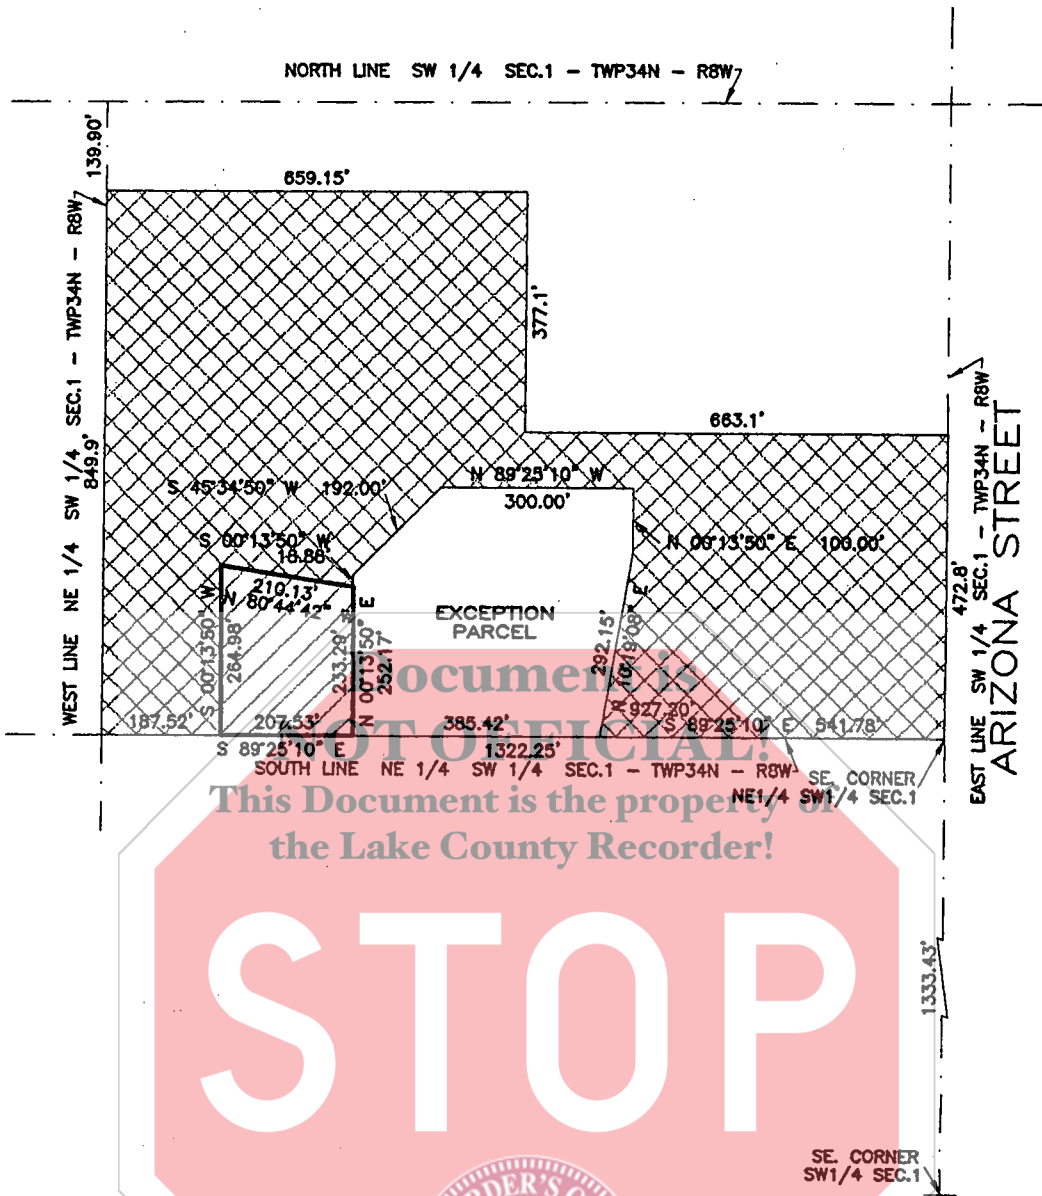 NORTH LINE SW 1/4 SEC.1 - TWP34N - R8W
139.90'
659.15'
WEST LINE NE 1/4 SW 1/4 SEC.1 - TWP34N - R8W
849.9'
377.1'
663.1'
EAST LINE SW 1/4 SEC.1 - TWP34N - R8W
ARIZONA STREET
472.8'
N 89°25'10" W
300.00'
S 45°34'50" W 192.00'
N 00°13'50" E 100.00'
S 00°13'50" W
18.88'
210.13'
N 80°44'42"
EXCEPTION
PARCEL
S 00°13'50" W
264.98'
233.29'
N 00°13'50" E
252.17'
292.15'
N 10°19'08" E
Document is
NOT OFFICIAL!
This Document is the property of
the Lake County Recorder!
927.20'
187.52'
207.53'
385.42'
S 89°25'10" E 541.78'
S 89°25'10" E
1322.25'
SOUTH LINE NE 1/4 SW 1/4 SEC.1 - TWP34N - R8W
SE. CORNER
NE1/4 SW1/4 SEC.1
STOP
1333.43'
SE. CORNER
SW1/4 SEC.1